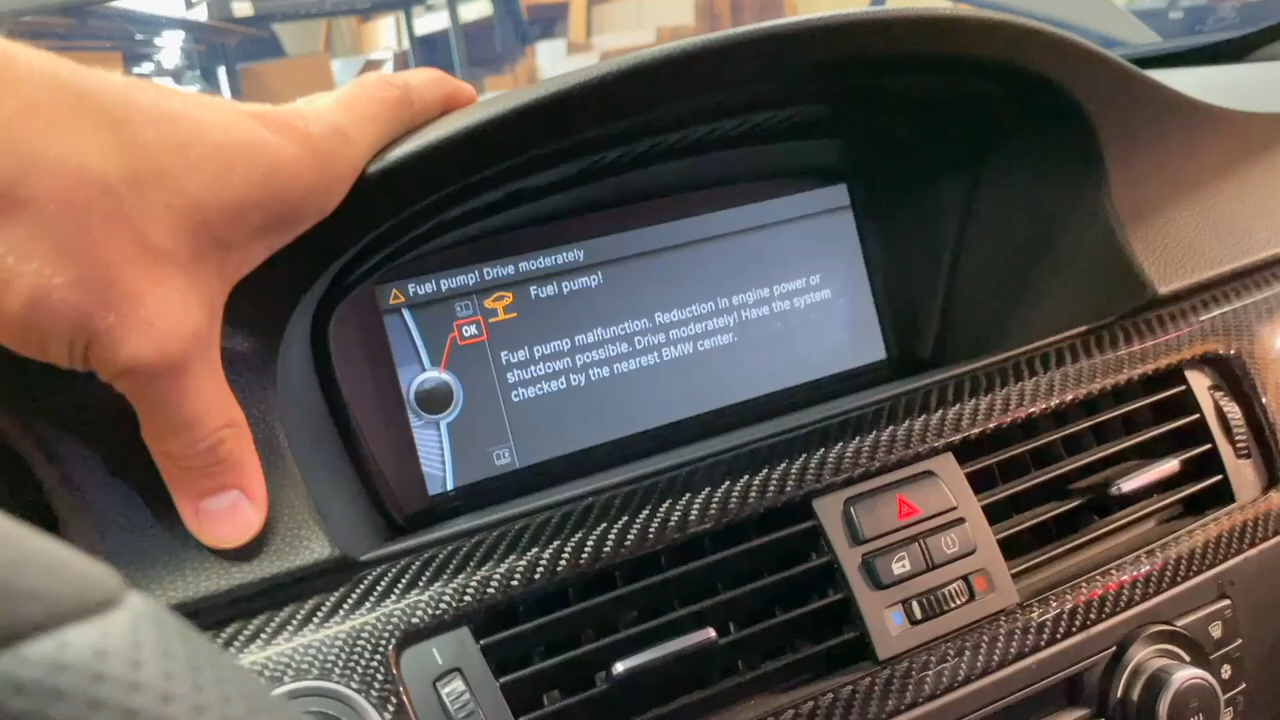 Fuel pump! Drive moderately
Fuel pump!
OK
Fuel pump malfunction. Reduction in engine power or
shutdown possible. Drive moderately! Have the system
checked by the nearest BMW center.